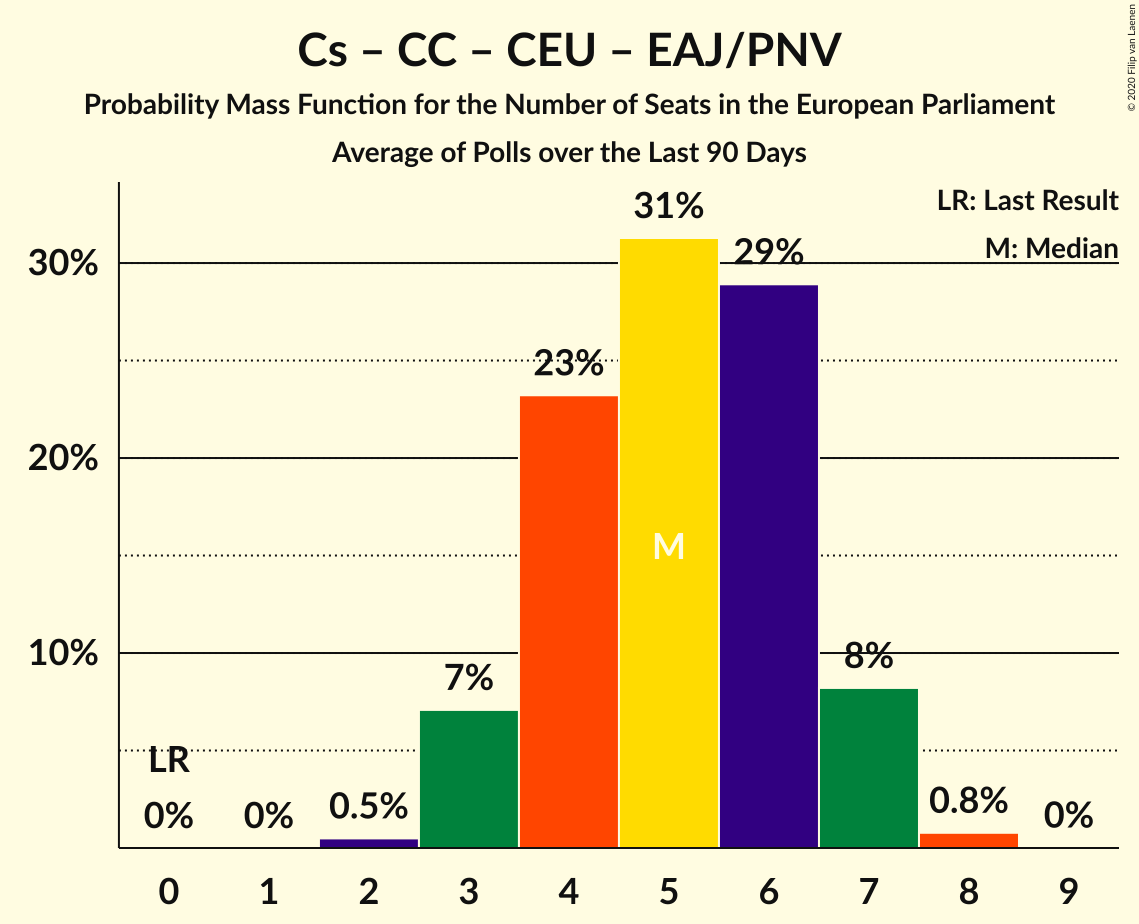 Cs – CC – CEU – EAJ/PNV
Probability Mass Function for the Number of Seats in the European Parliament
Average of Polls over the Last 90 Days
© 2020 Filip van Laenen
LR: Last Result
M: Median
30%
20%
10%
LR
0%
0%
0.5%
7%
23%
31%
M
29%
8%
0.8%
0%
0 1 2 3 4 5 6 7 8 9